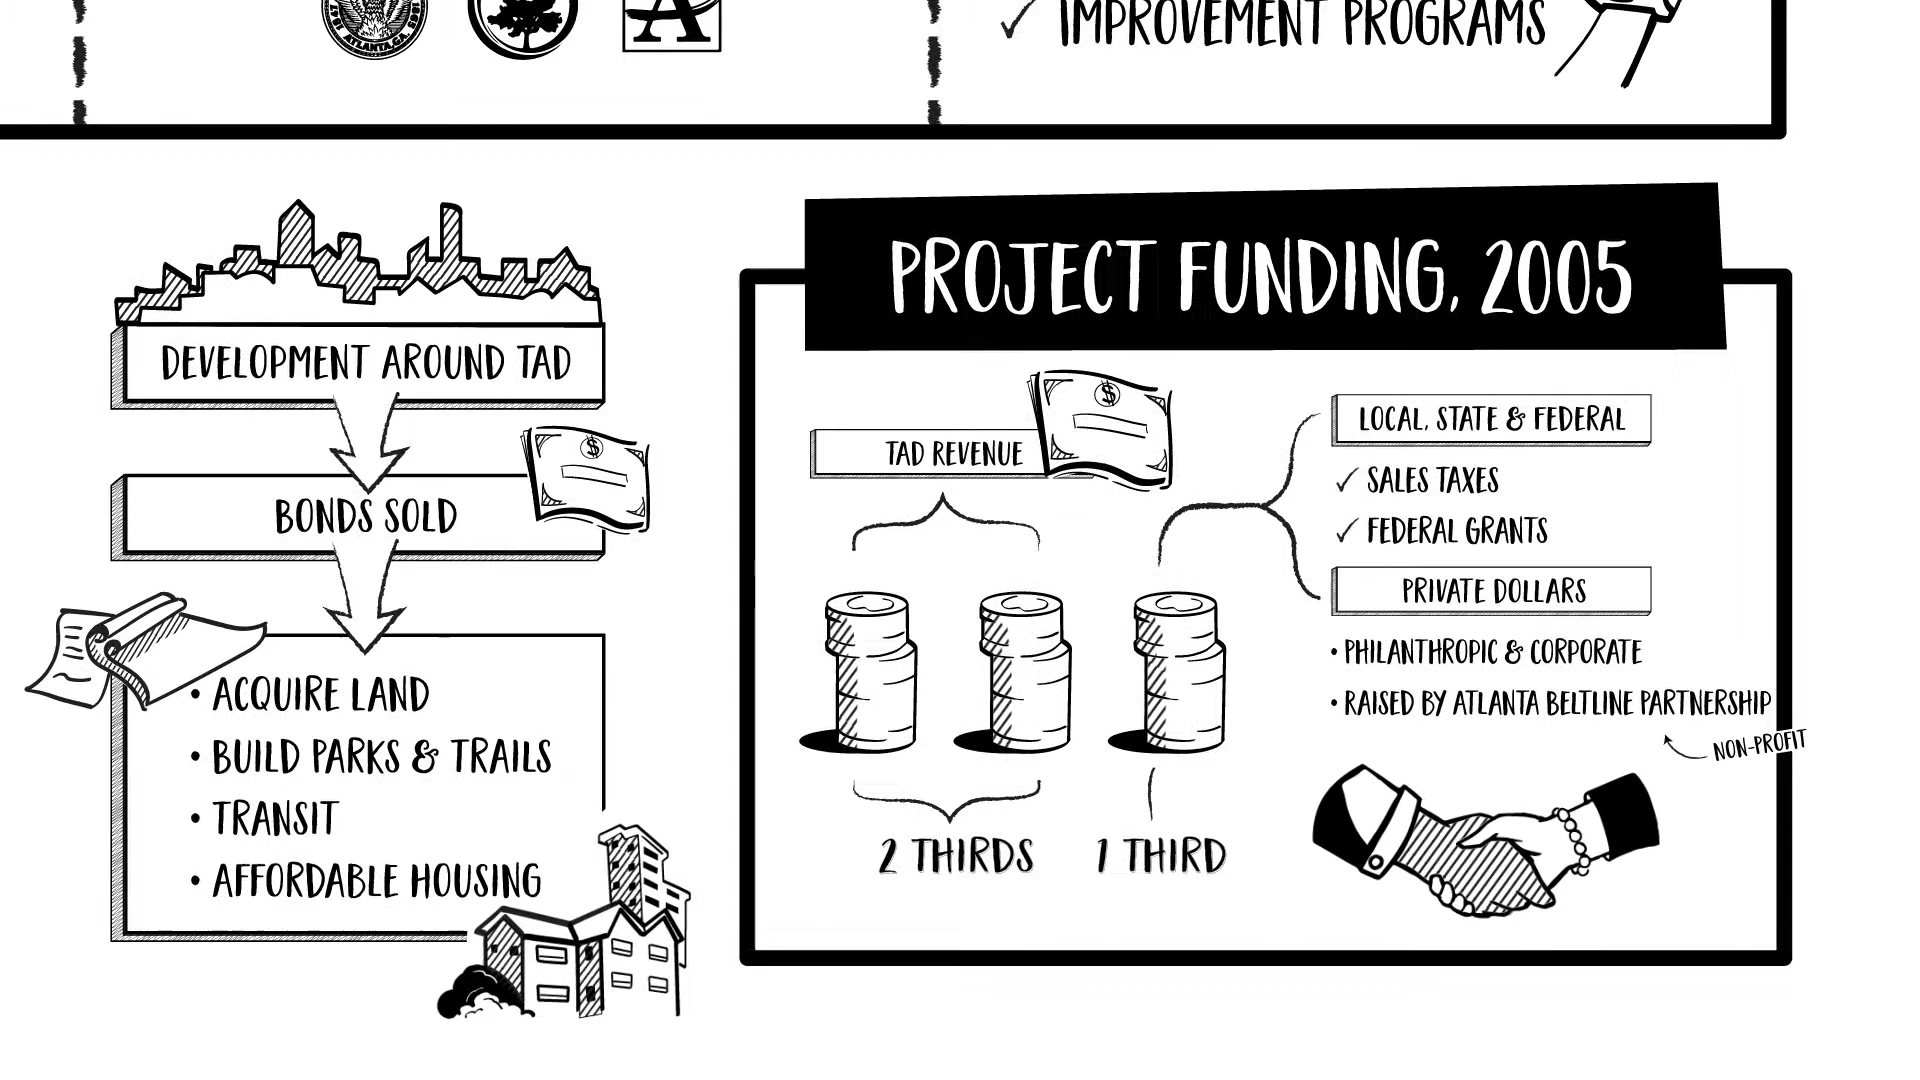 ATLANTA, GA.
A
✓ IMPROVEMENT PROGRAMS
DEVELOPMENT AROUND TAD
BONDS SOLD
$
• ACQUIRE LAND
• BUILD PARKS & TRAILS
• TRANSIT
• AFFORDABLE HOUSING
PROJECT FUNDING, 2005
TAD REVENUE
$
2 THIRDS
1 THIRD
LOCAL, STATE & FEDERAL
✓ SALES TAXES
✓ FEDERAL GRANTS
PRIVATE DOLLARS
• PHILANTHROPIC & CORPORATE
• RAISED BY ATLANTA BELTLINE PARTNERSHIP
NON-PROFIT